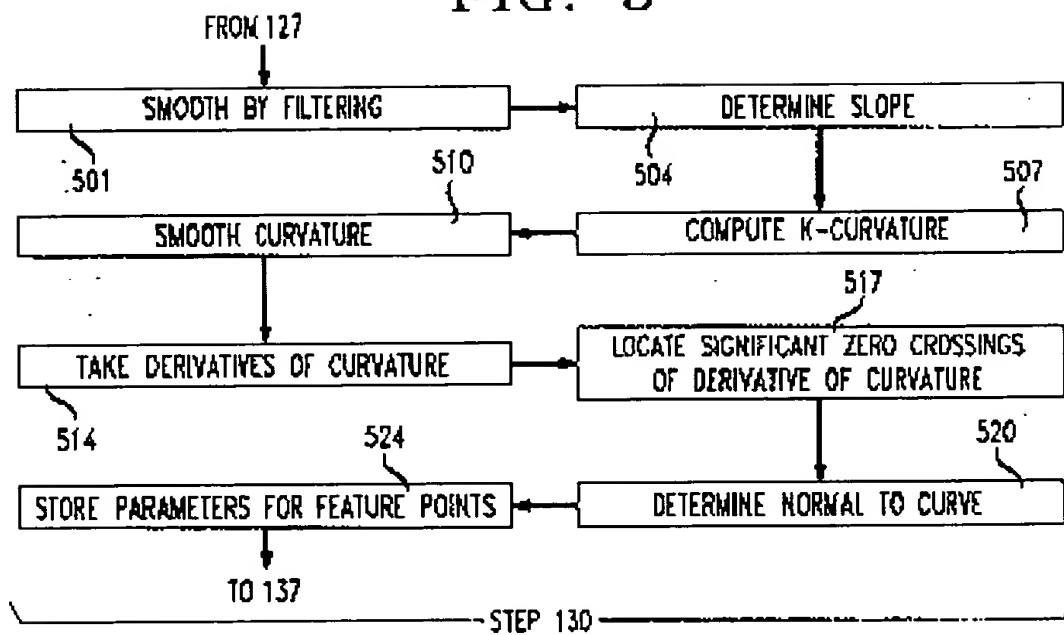 FROM 127
SMOOTH BY FILTERING
DETERMINE SLOPE
501
504
510
507
SMOOTH CURVATURE
COMPUTE K-CURVATURE
517
TAKE DERIVATIVES OF CURVATURE
LOCATE SIGNIFICANT ZERO CROSSINGS
OF DERIVATIVE OF CURVATURE
514
524
520
STORE PARAMETERS FOR FEATURE POINTS
DETERMINE NORMAL TO CURVE
TO 137
STEP 130